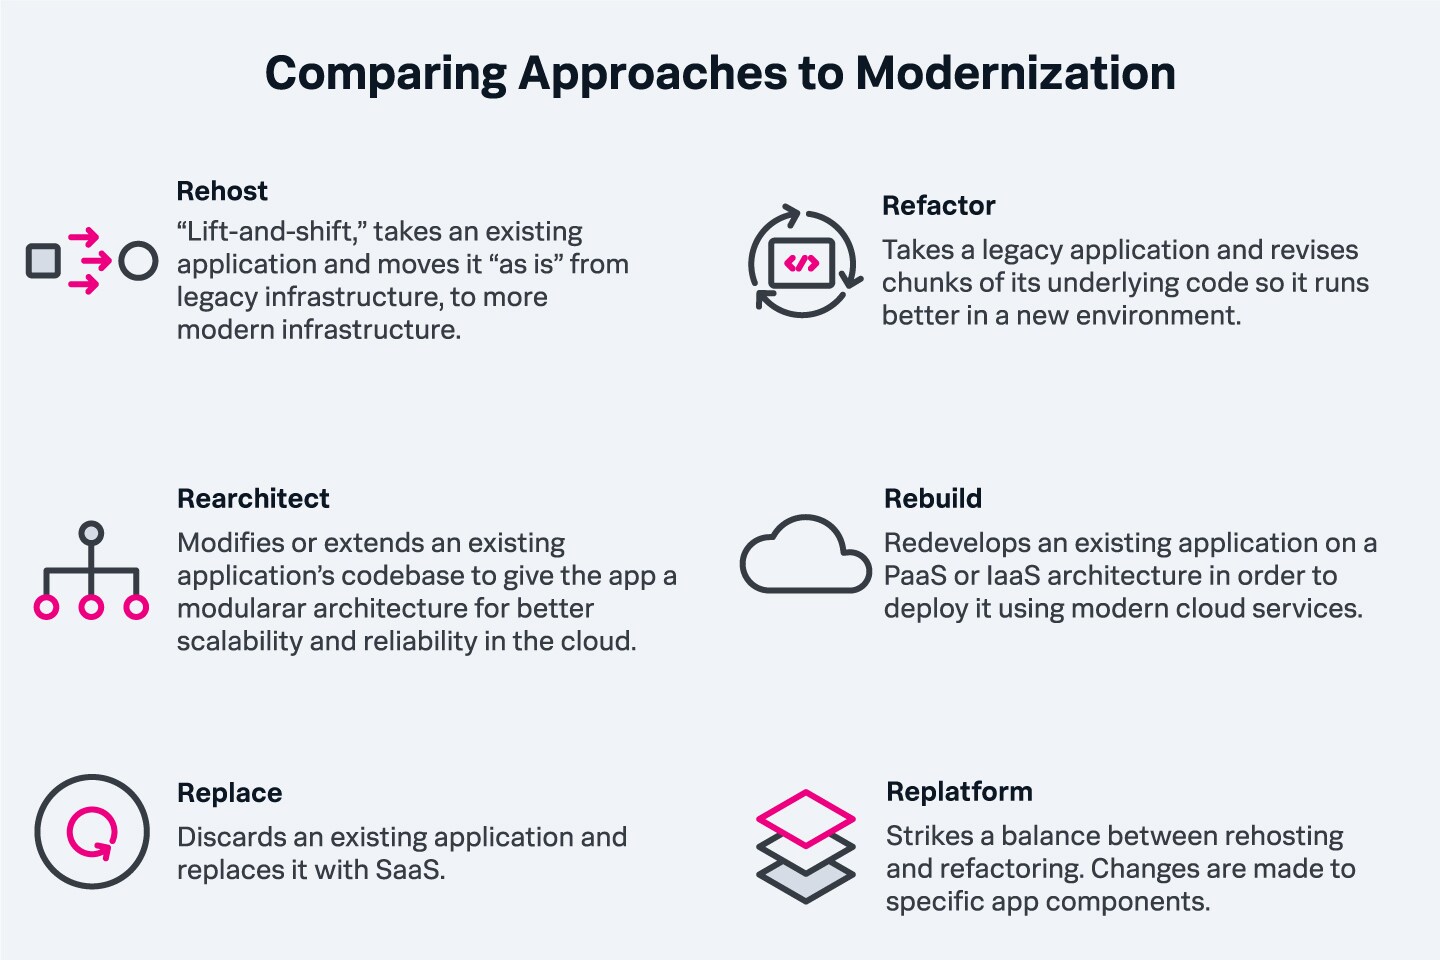 Comparing Approaches to Modernization
Rehost
“Lift-and-shift,” takes an existing
application and moves it “as is” from
legacy infrastructure, to more
modern infrastructure.
Refactor
Takes a legacy application and revises
chunks of its underlying code so it runs
better in a new environment.
Rearchitect
Modifies or extends an existing
application’s codebase to give the app a
modularar architecture for better
scalability and reliability in the cloud.
Rebuild
Redevelops an existing application on a
PaaS or IaaS architecture in order to
deploy it using modern cloud services.
Replace
Discards an existing application and
replaces it with SaaS.
Replatform
Strikes a balance between rehosting
and refactoring. Changes are made to
specific app components.